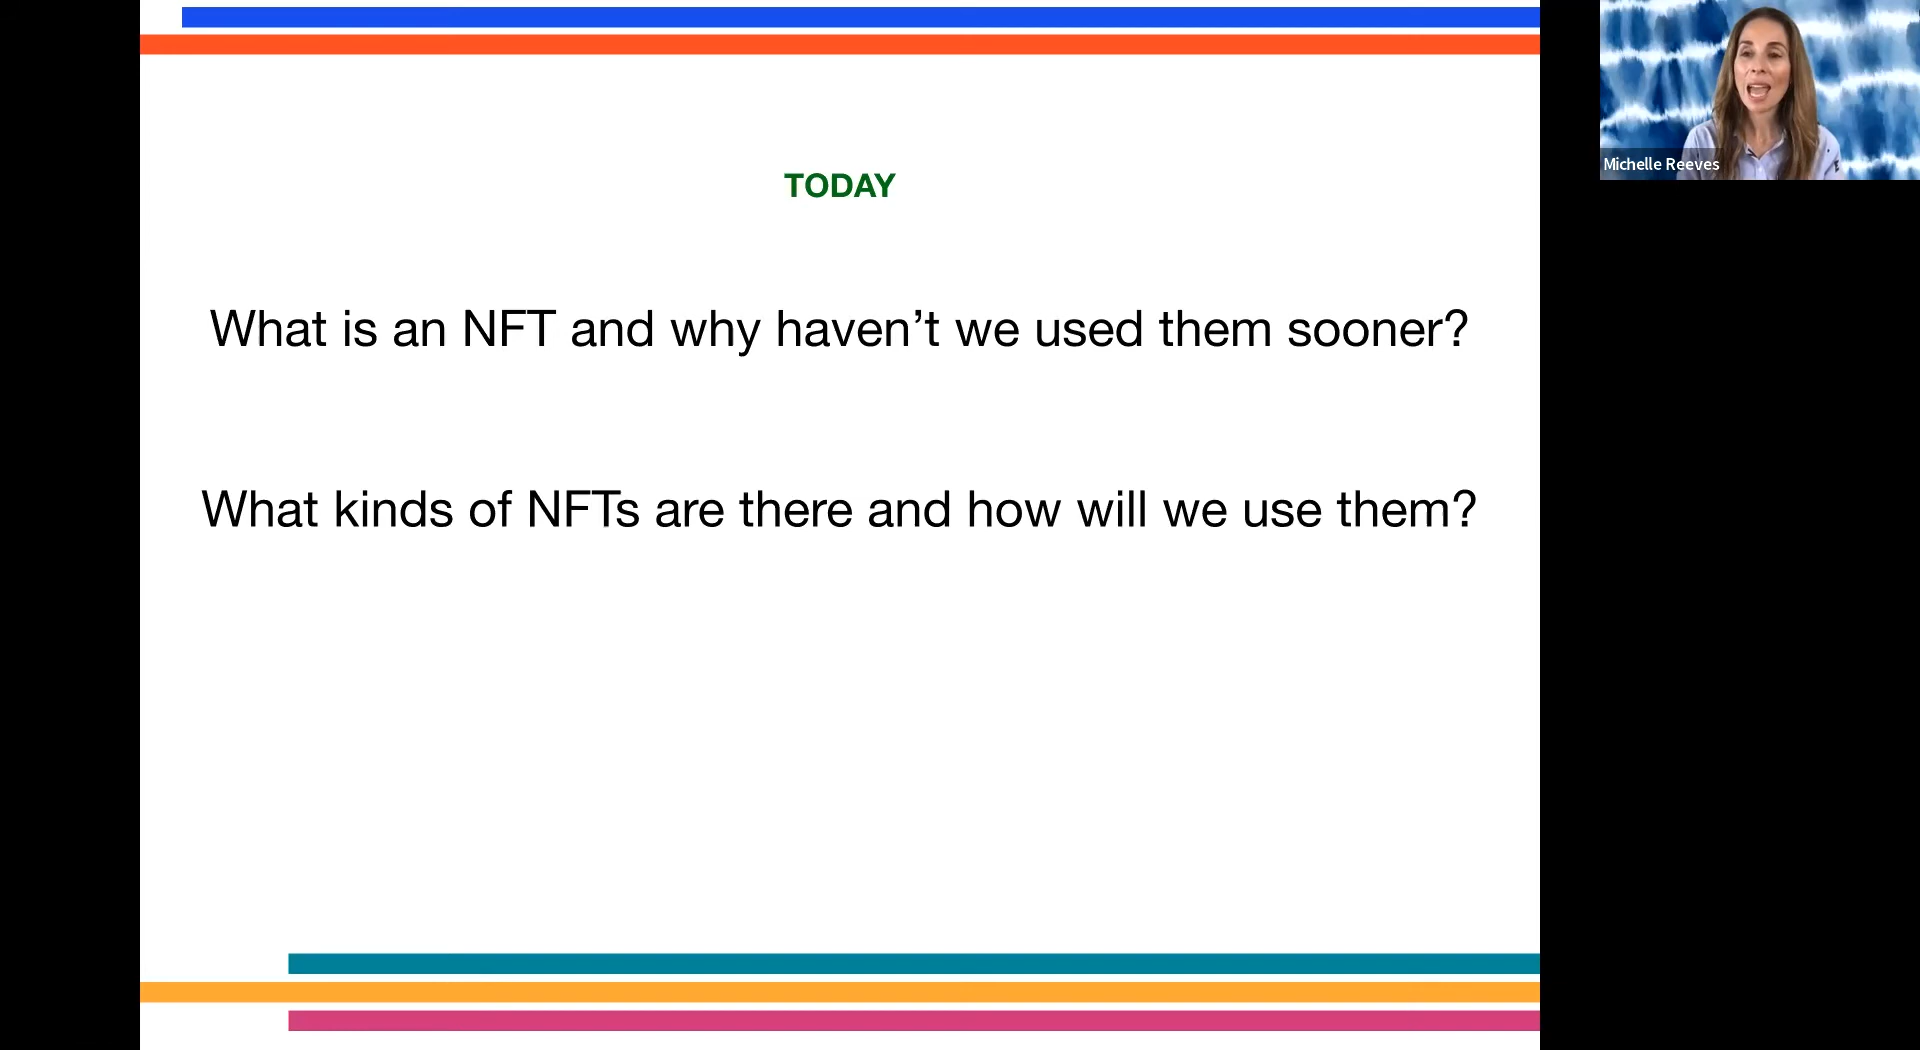 TODAY
What is an NFT and why haven’t we used them sooner?
What kinds of NFTs are there and how will we use them?
Michelle Reeves